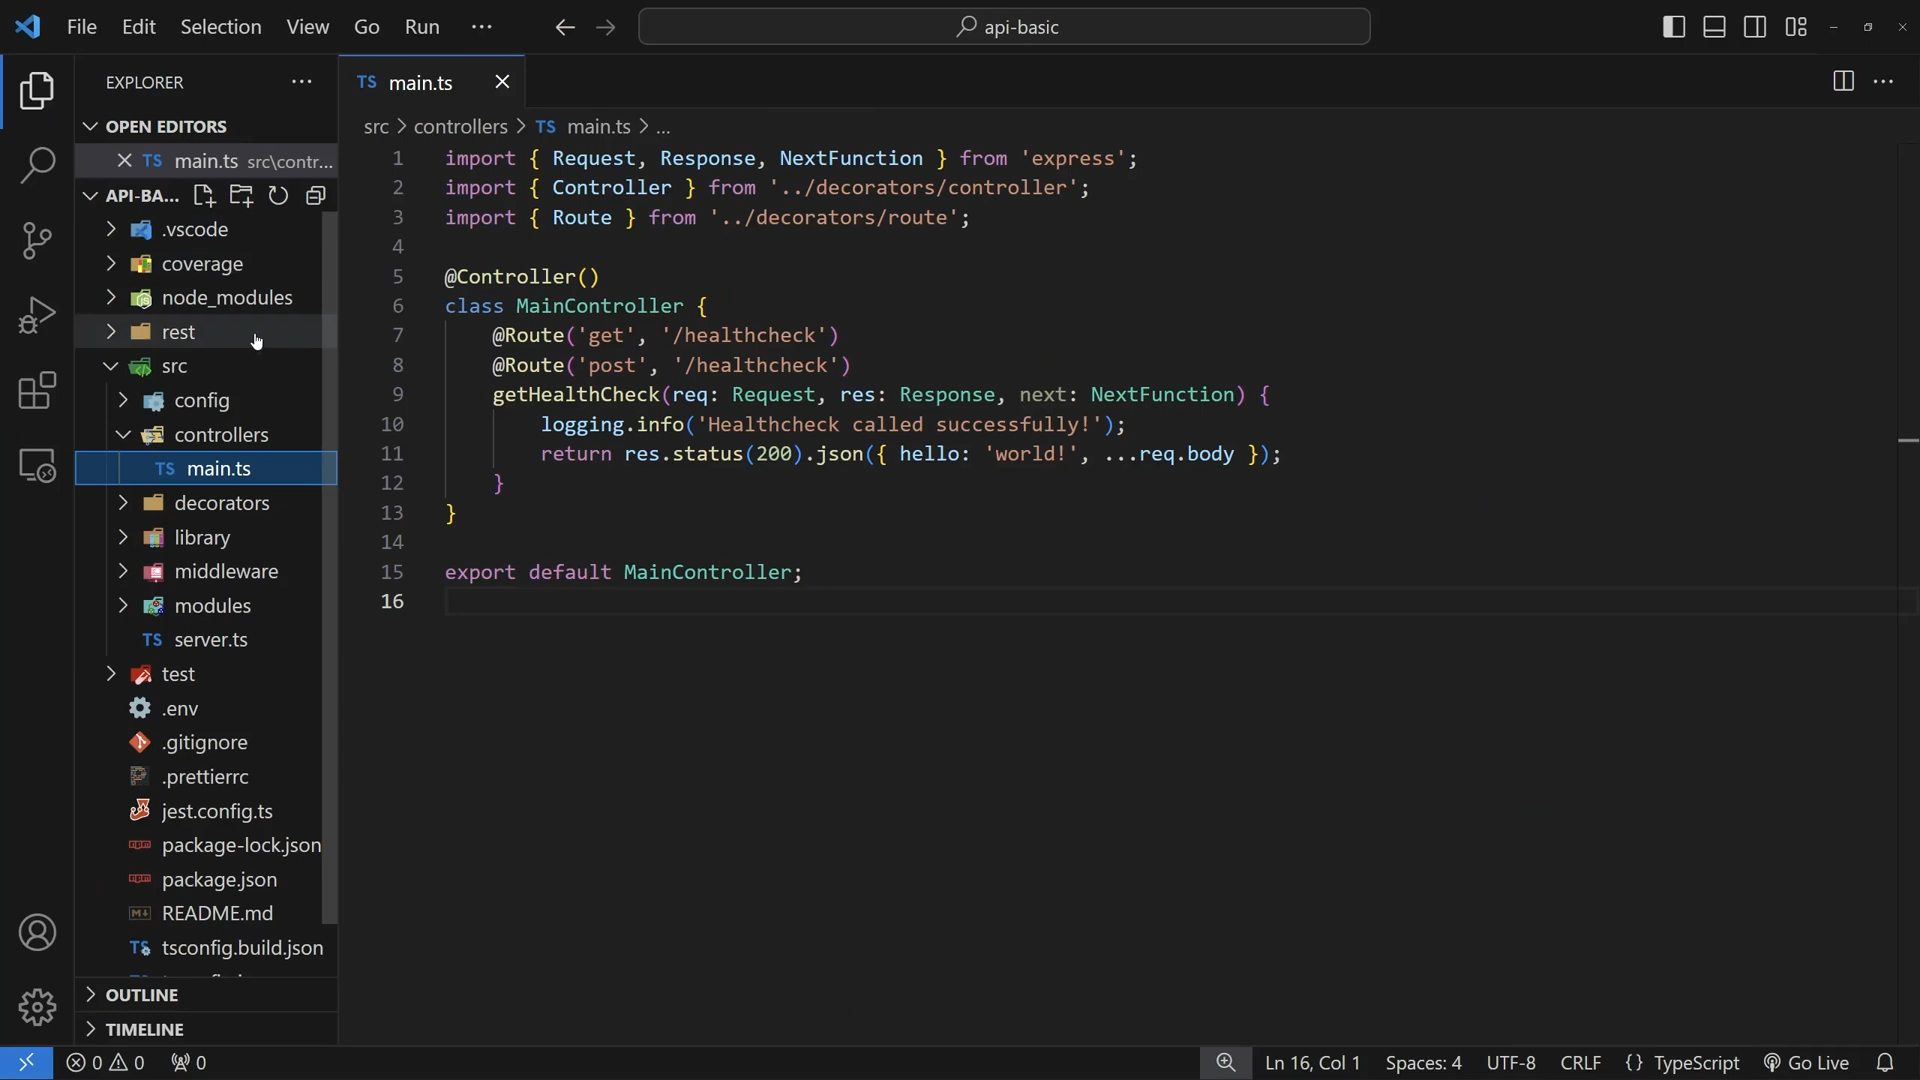 File Edit Selection View Go Run ... api-basic
EXPLORER ...
OPEN EDITORS
TS main.ts src\contr...
API-BA...
.vscode
coverage
node_modules
rest
src
config
controllers
TS main.ts
decorators
library
middleware
modules
TS server.ts
test
.env
.gitignore
.prettierrc
jest.config.ts
package-lock.json
package.json
README.md
TS tsconfig.build.json
OUTLINE
TIMELINE
TS main.ts
src > controllers > TS main.ts > ...
1 import { Request, Response, NextFunction } from 'express';
2 import { Controller } from '../decorators/controller';
3 import { Route } from '../decorators/route';
4
5 @Controller()
6 class MainController {
7 @Route('get', '/healthcheck')
8 @Route('post', '/healthcheck')
9 getHealthCheck(req: Request, res: Response, next: NextFunction) {
10 logging.info('Healthcheck called successfully!');
11 return res.status(200).json({ hello: 'world!', ...req.body });
12 }
13 }
14
15 export default MainController;
16
0 0 0 Ln 16, Col 1 Spaces: 4 UTF-8 CRLF {} TypeScript Go Live